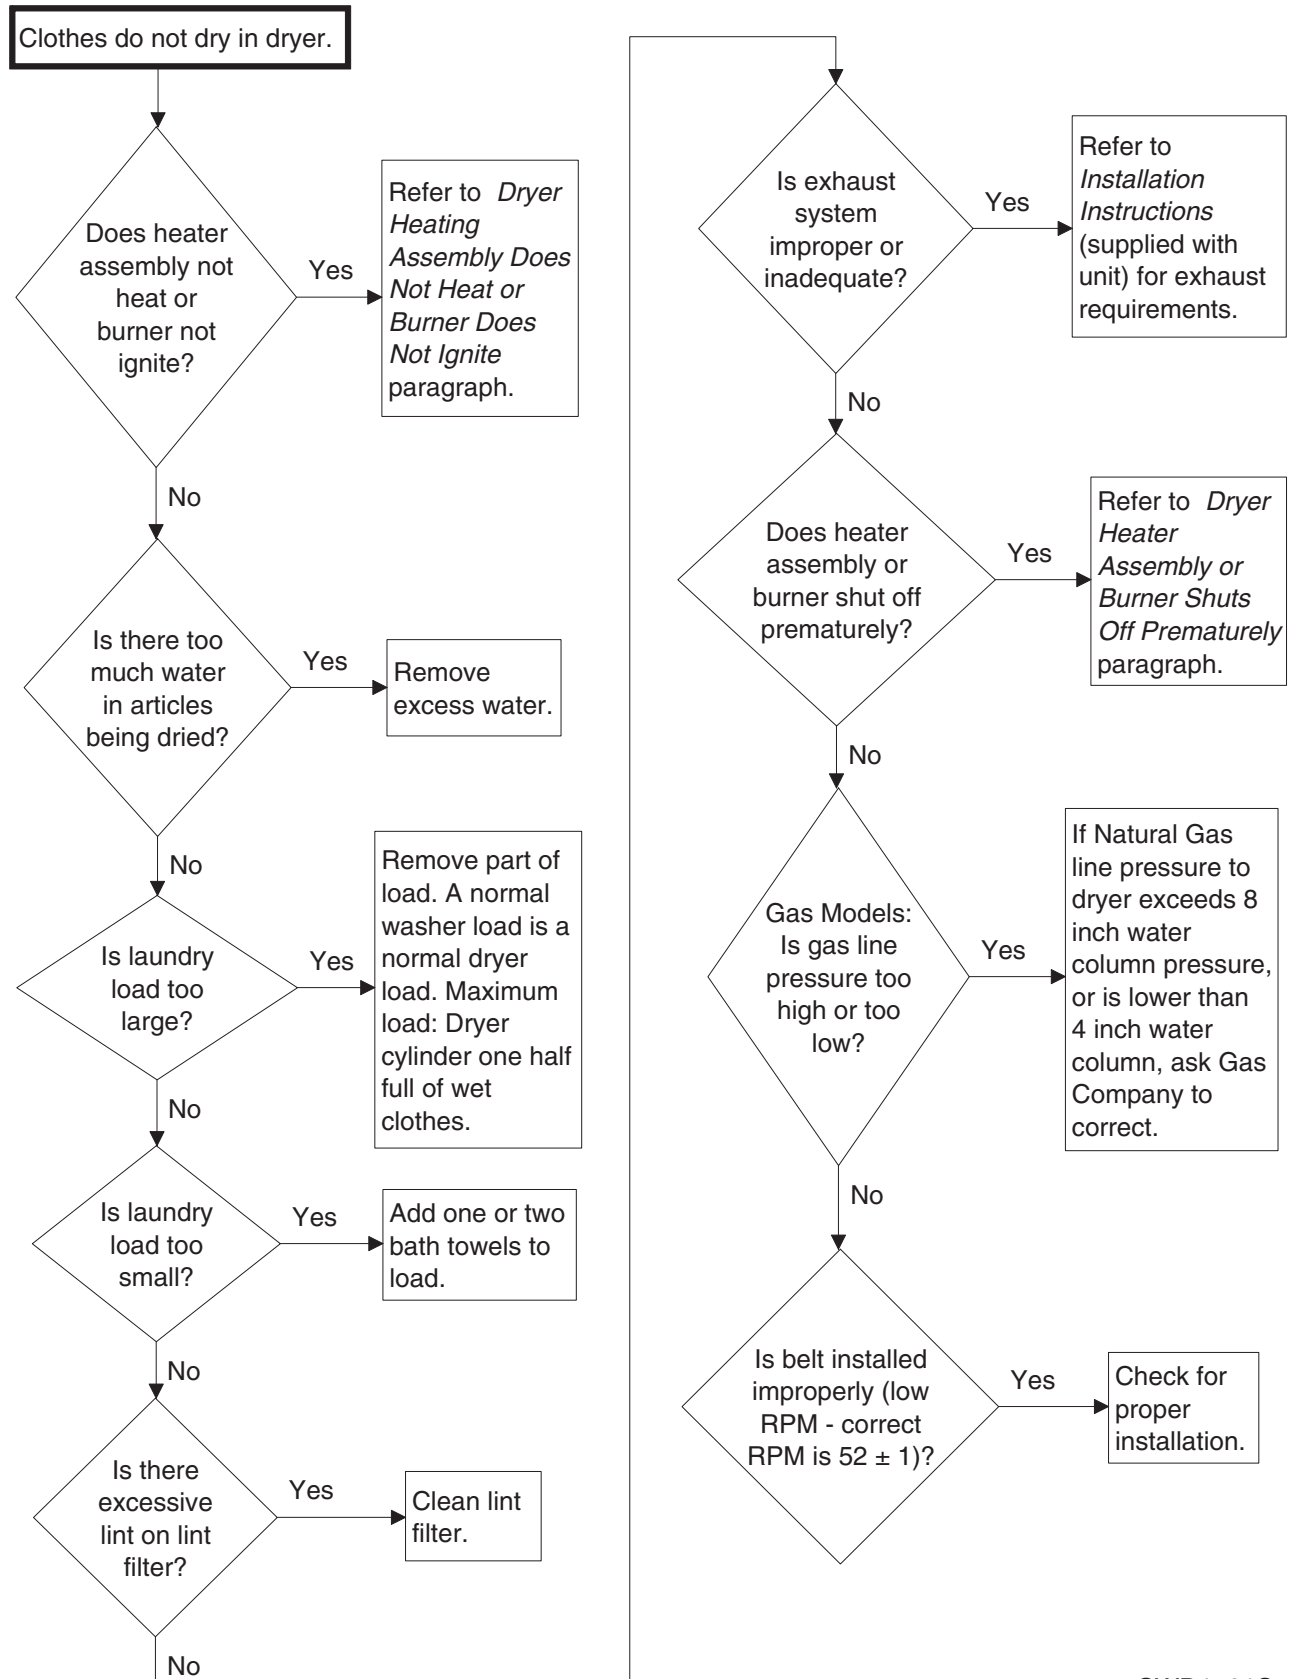 Clothes do not dry in dryer.
Does heater
assembly not
heat or
burner not
ignite?
Yes
Refer to Dryer
Heating
Assembly Does
Not Heat or
Burner Does
Not Ignite
paragraph.
No
Is there too
much water
in articles
being dried?
Yes
Remove
excess water.
No
Is laundry
load too
large?
Yes
Remove part of
load. A normal
washer load is a
normal dryer
load. Maximum
load: Dryer
cylinder one half
full of wet
clothes.
No
Is laundry
load too
small?
Yes
Add one or two
bath towels to
load.
No
Is there
excessive
lint on lint
filter?
Yes
Clean lint
filter.
No
Is exhaust
system
improper or
inadequate?
Yes
Refer to
Installation
Instructions
(supplied with
unit) for exhaust
requirements.
No
Does heater
assembly or
burner shut off
prematurely?
Yes
Refer to Dryer
Heater
Assembly or
Burner Shuts
Off Prematurely
paragraph.
No
Gas Models:
Is gas line
pressure too
high or too
low?
Yes
If Natural Gas
line pressure to
dryer exceeds 8
inch water
column pressure,
or is lower than
4 inch water
column, ask Gas
Company to
correct.
No
Is belt installed
improperly (low
RPM - correct
RPM is 52 ± 1)?
Yes
Check for
proper
installation.